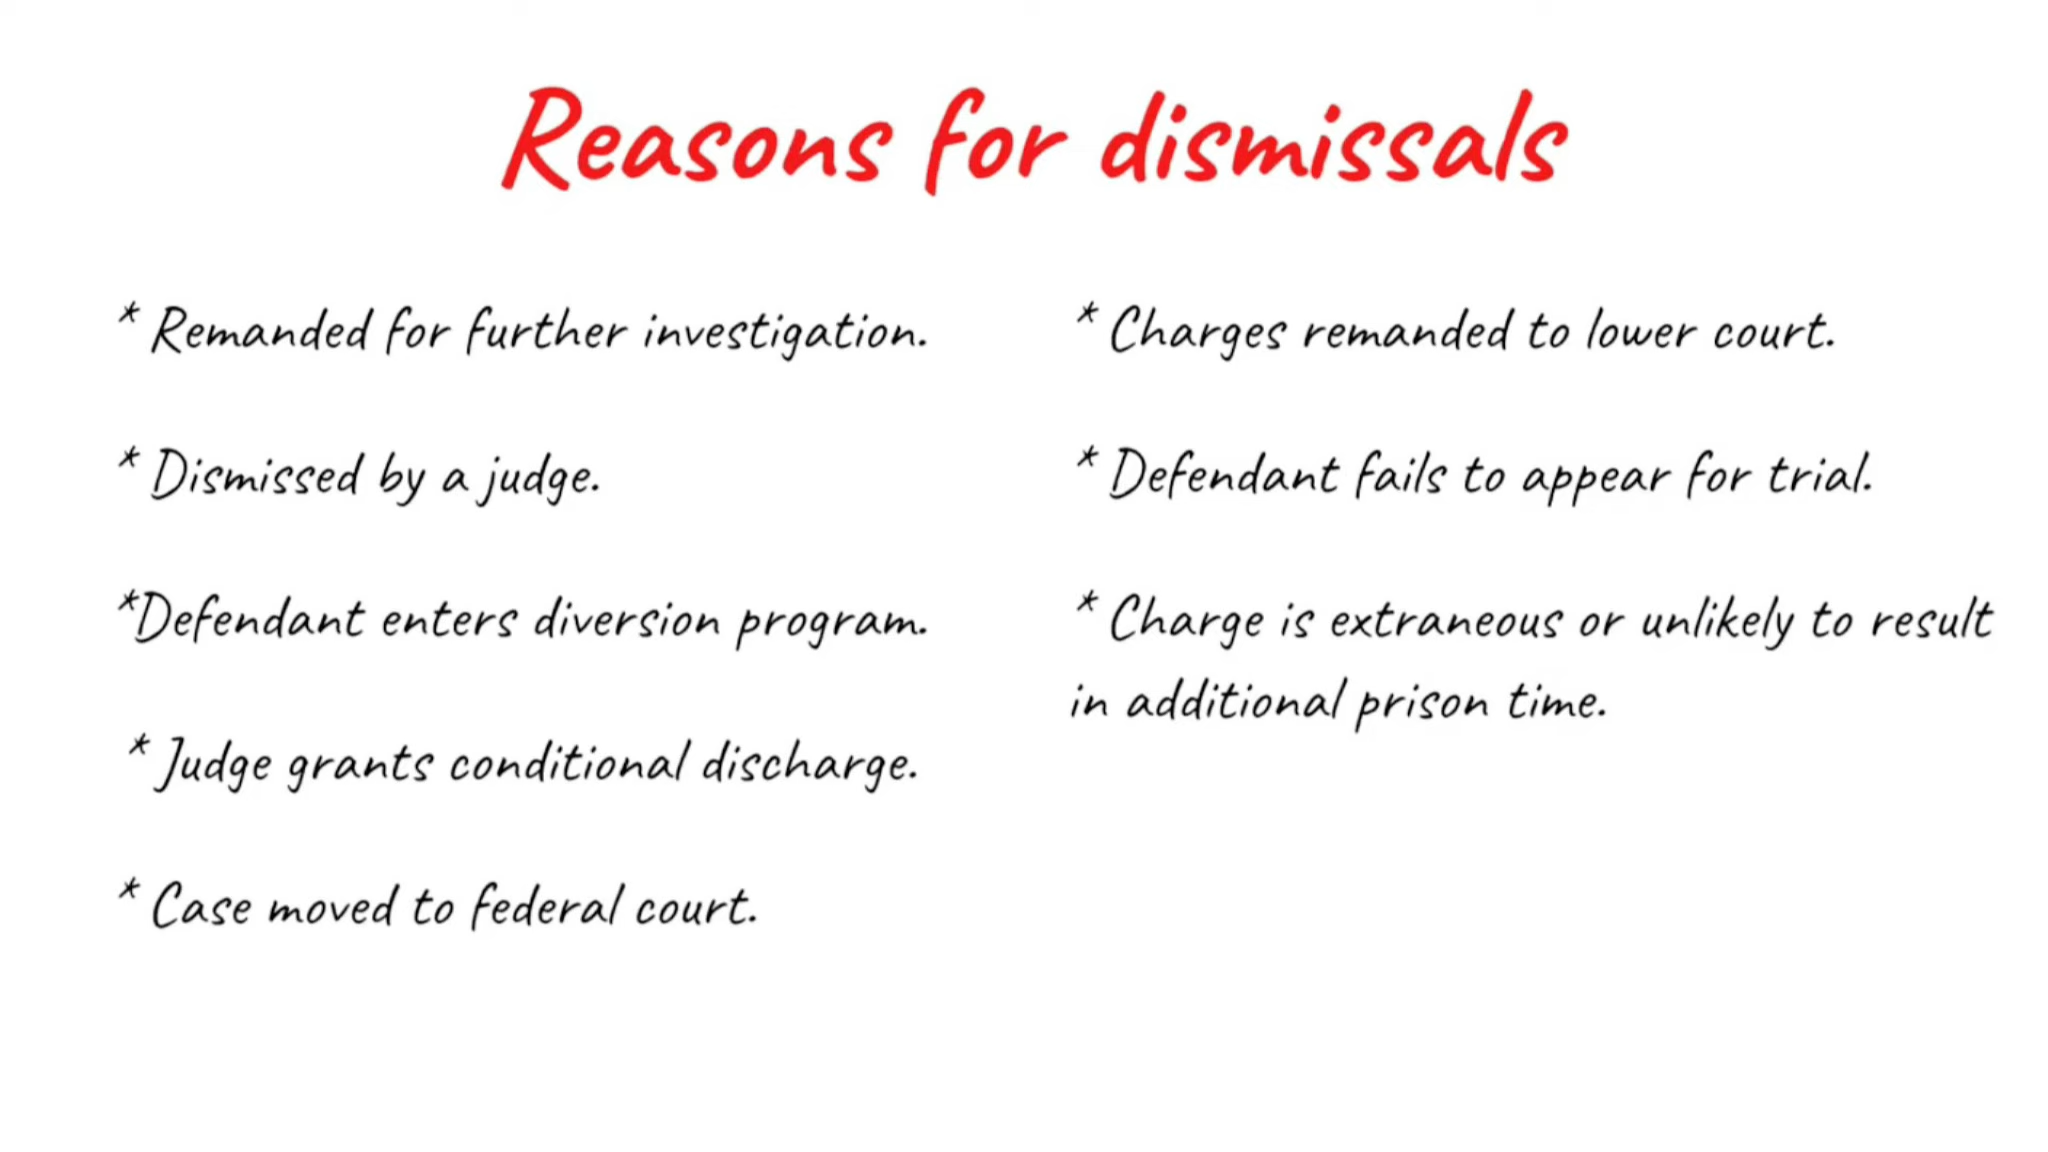 Reasons for dismissals
* Remanded for further investigation.
* Dismissed by a judge.
*Defendant enters diversion program.
* Judge grants conditional discharge.
* Case moved to federal court.
* Charges remanded to lower court.
* Defendant fails to appear for trial.
* Charge is extraneous or unlikely to result
in additional prison time.